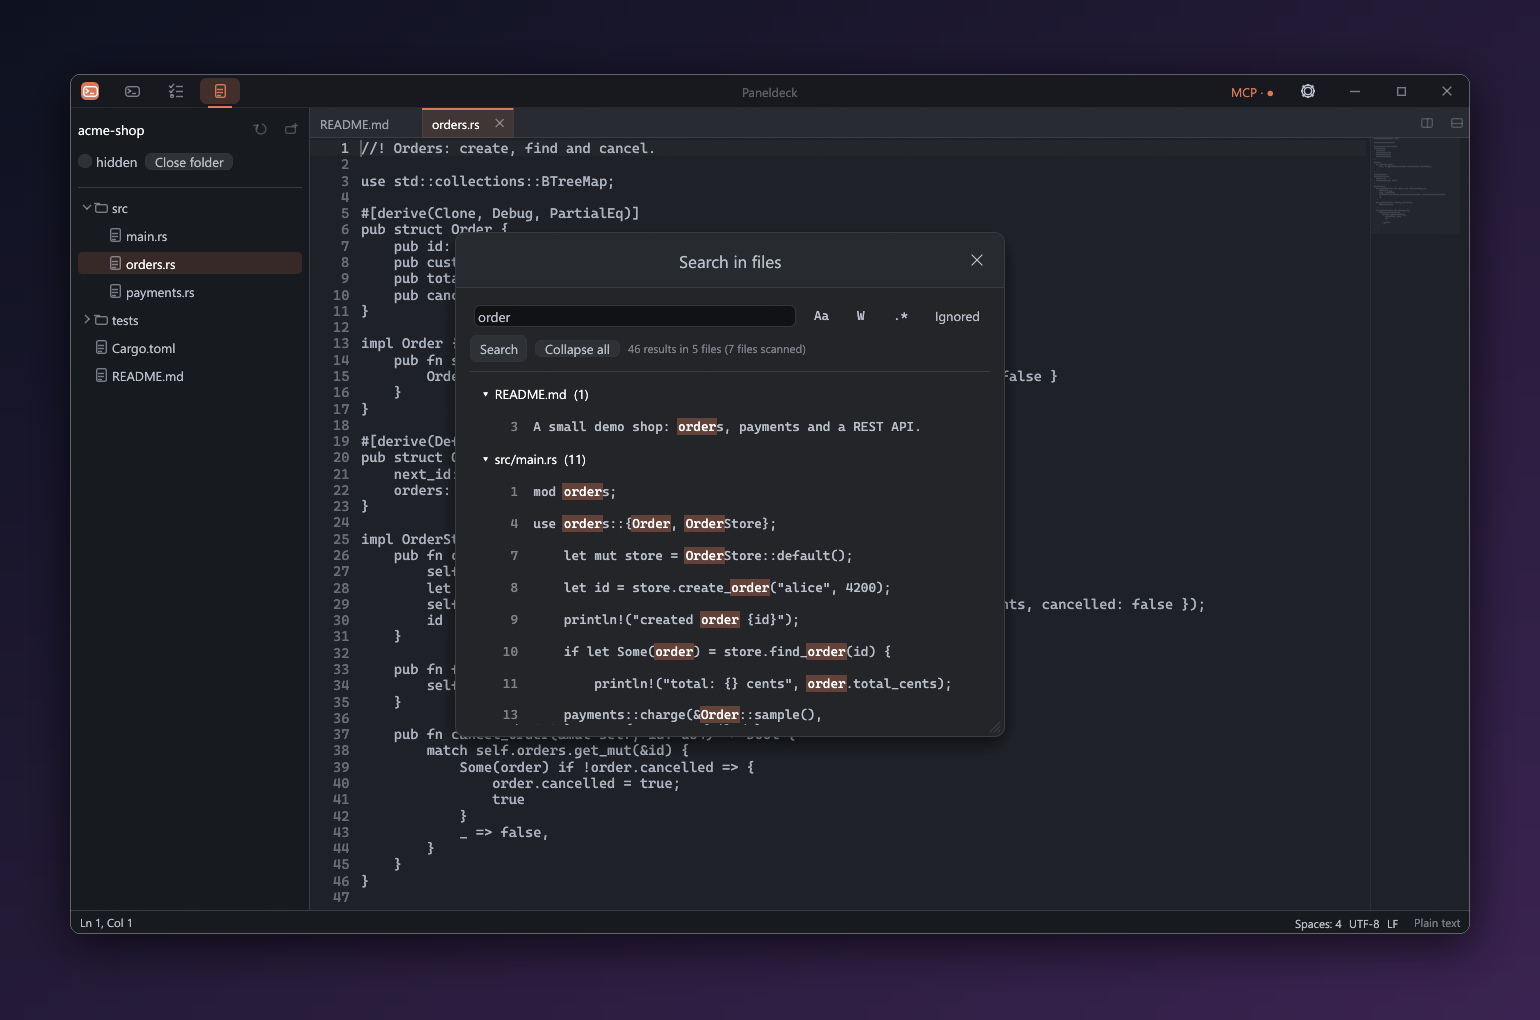 Paneldeck
MCP ·
acme-shop
hidden
Close folder
src
main.rs
orders.rs
payments.rs
tests
Cargo.toml
README.md
README.md
orders.rs
1 //! Orders: create, find and cancel.
2
3 use std::collections::BTreeMap;
4
5 #[derive(Clone, Debug, PartialEq)]
6 pub struct Order {
7 pub id:
8 pub cust
9 pub tota
10 pub canc
11 }
12
13 impl Order
14 pub fn s
15 Orde false }
16 }
17 }
18
19 #[derive(De
20 pub struct
21 next_id:
22 orders:
23 }
24
25 impl OrderSt
26 pub fn c
27 self
28 let
29 self ts, cancelled: false });
30 id
31 }
32
33 pub fn f
34 self
35 }
36
37 pub fn
38 match self.orders.get_mut(&id) {
39 Some(order) if !order.cancelled => {
40 order.cancelled = true;
41 true
42 }
43 _ => false,
44 }
45 }
46 }
47
Search in files
order
Aa W .* Ignored
Search
Collapse all
46 results in 5 files (7 files scanned)
README.md (1)
3 A small demo shop: orders, payments and a REST API.
src/main.rs (11)
1 mod orders;
4 use orders::{Order, OrderStore};
7 let mut store = OrderStore::default();
8 let id = store.create_order("alice", 4200);
9 println!("created order {id}");
10 if let Some(order) = store.find_order(id) {
11 println!("total: {} cents", order.total_cents);
13 payments::charge(&Order::sample(),
Ln 1, Col 1
Spaces: 4 UTF-8 LF Plain text